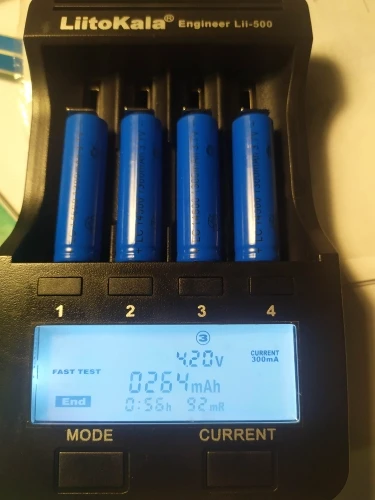 LiitoKala® Engineer Lii-500
1 2 3 4
3
4.20V
CURRENT
300mA
FAST TEST
0264mAh
End
0:56h 92mR
MODE CURRENT